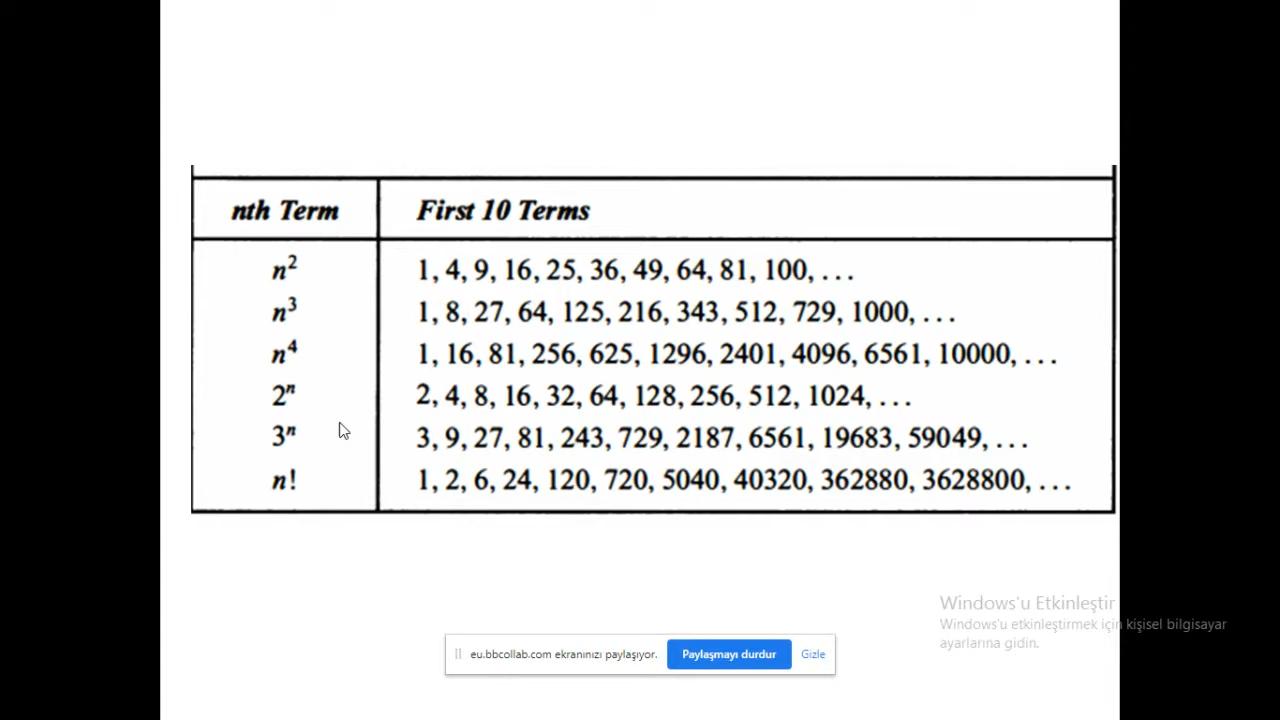 nth Term First 10 Terms
n² 1, 4, 9, 16, 25, 36, 49, 64, 81, 100, ...
n³ 1, 8, 27, 64, 125, 216, 343, 512, 729, 1000, ...
n⁴ 1, 16, 81, 256, 625, 1296, 2401, 4096, 6561, 10000, ...
2ⁿ 2, 4, 8, 16, 32, 64, 128, 256, 512, 1024, ...
3ⁿ 3, 9, 27, 81, 243, 729, 2187, 6561, 19683, 59049, ...
n! 1, 2, 6, 24, 120, 720, 5040, 40320, 362880, 3628800, ...
Windows'u Etkinleştir
Windows'u etkinleştirmek için kişisel bilgisayar
ayarlarına gidin.
eu.bbcollab.com ekranınızı paylaşıyor. Paylaşmayı durdur Gizle